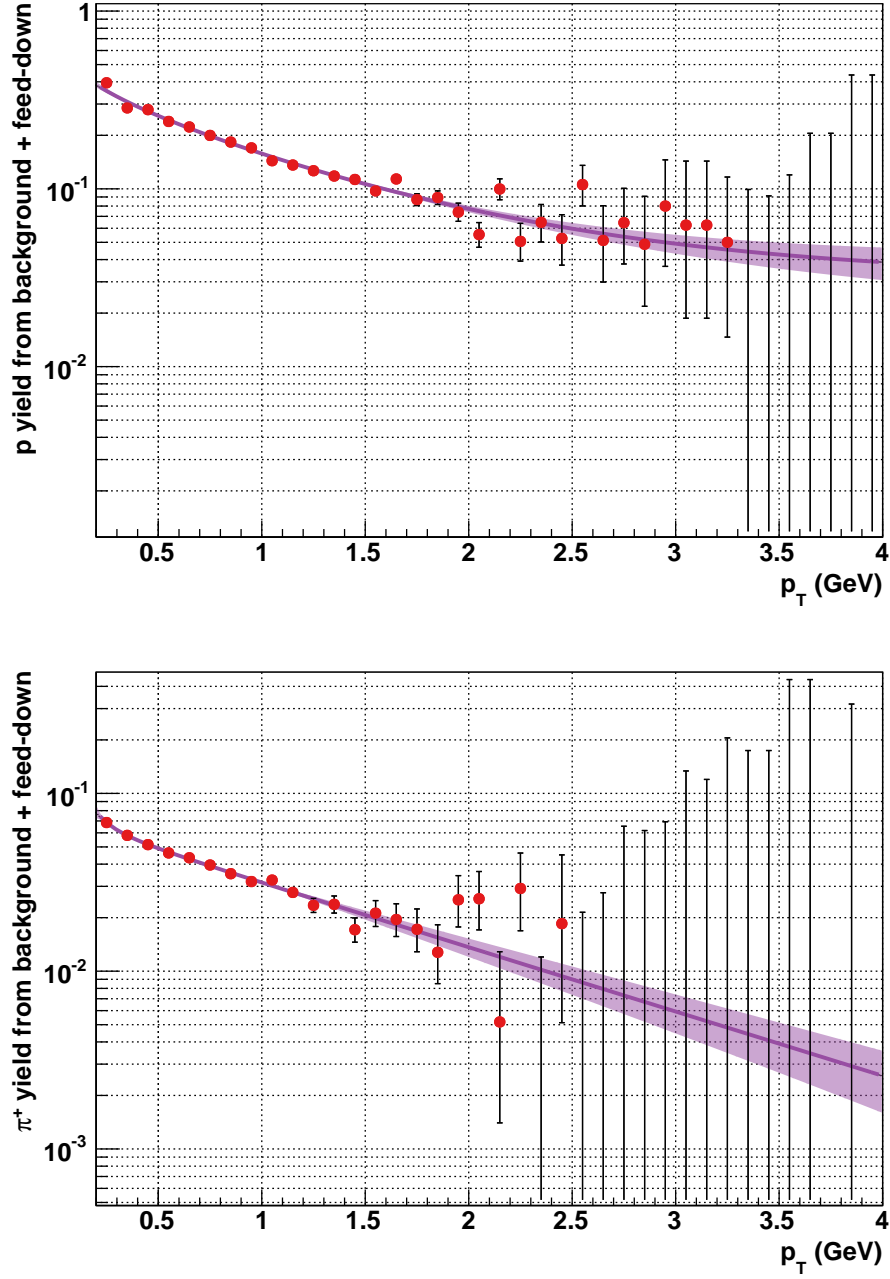 p yield from background + feed-down
1
10⁻¹
10⁻²
0.5 1 1.5 2 2.5 3 3.5 4
p_T (GeV)
π⁺ yield from background + feed-down
10⁻¹
10⁻²
10⁻³
0.5 1 1.5 2 2.5 3 3.5 4
p_T (GeV)